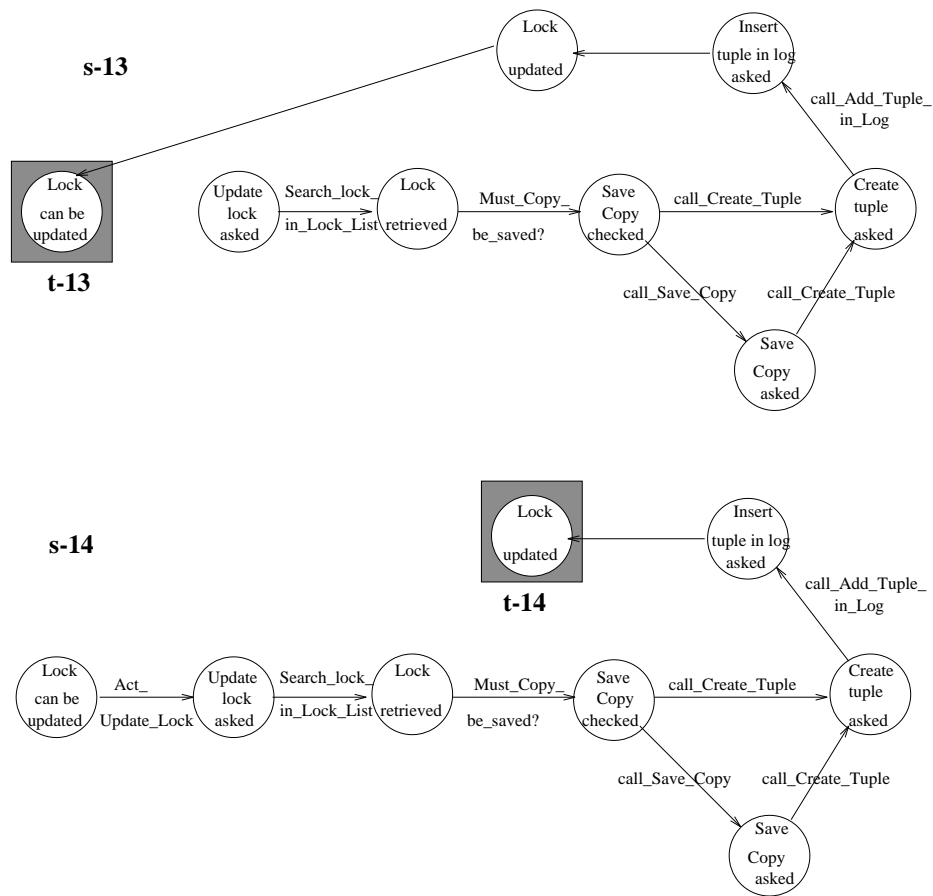 s-13
Lock
updated
Insert
tuple in log
asked
call_Add_Tuple_
in_Log
Lock
can be
updated
t-13
Update
lock
asked
Search_lock_
in_Lock_List
Lock
retrieved
Must_Copy_
be_saved?
Save
Copy
checked
call_Create_Tuple
Create
tuple
asked
call_Save_Copy
call_Create_Tuple
Save
Copy
asked
s-14
Lock
updated
t-14
Insert
tuple in log
asked
call_Add_Tuple_
in_Log
Lock
can be
updated
Act_
Update_Lock
Update
lock
asked
Search_lock_
in_Lock_List
Lock
retrieved
Must_Copy_
be_saved?
Save
Copy
checked
call_Create_Tuple
Create
tuple
asked
call_Save_Copy
call_Create_Tuple
Save
Copy
asked